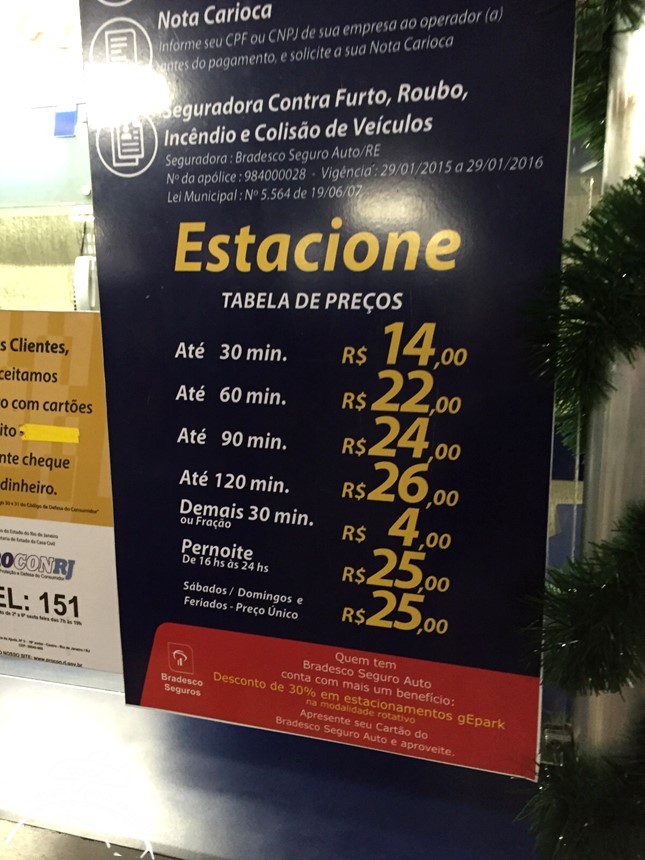 Nota Carioca
Informe seu CPF ou CNPJ de sua empresa ao operador (a)
antes do pagamento, e solicite a sua Nota Carioca
Seguradora Contra Furto, Roubo,
Incêndio e Colisão de Veículos
Seguradora : Bradesco Seguro Auto/RE
Nº da apólice : 984000028 - Vigência : 29/01/2015 a 29/01/2016
Lei Municipal : Nº 5.564 de 19/06/07
Estacione
TABELA DE PREÇOS
Até 30 min. R$ 14,00
Até 60 min. R$ 22,00
Até 90 min. R$ 24,00
Até 120 min. R$ 26,00
Demais 30 min. R$ 4,00
ou Fração
Pernoite R$ 25,00
De 16 hs às 24 hs
Sábados / Domingos e
Feriados - Preço Único R$ 25,00
Bradesco
Seguros
Quem tem
Bradesco Seguro Auto
conta com mais um benefício:
Desconto de 30% em estacionamentos gEpark
na modalidade rotativo
Apresente seu Cartão do
Bradesco Seguro Auto e aproveite.
s Clientes,
ceitamos
o com cartões
ito
nte cheque
dinheiro.
OCONRJ
EL: 151